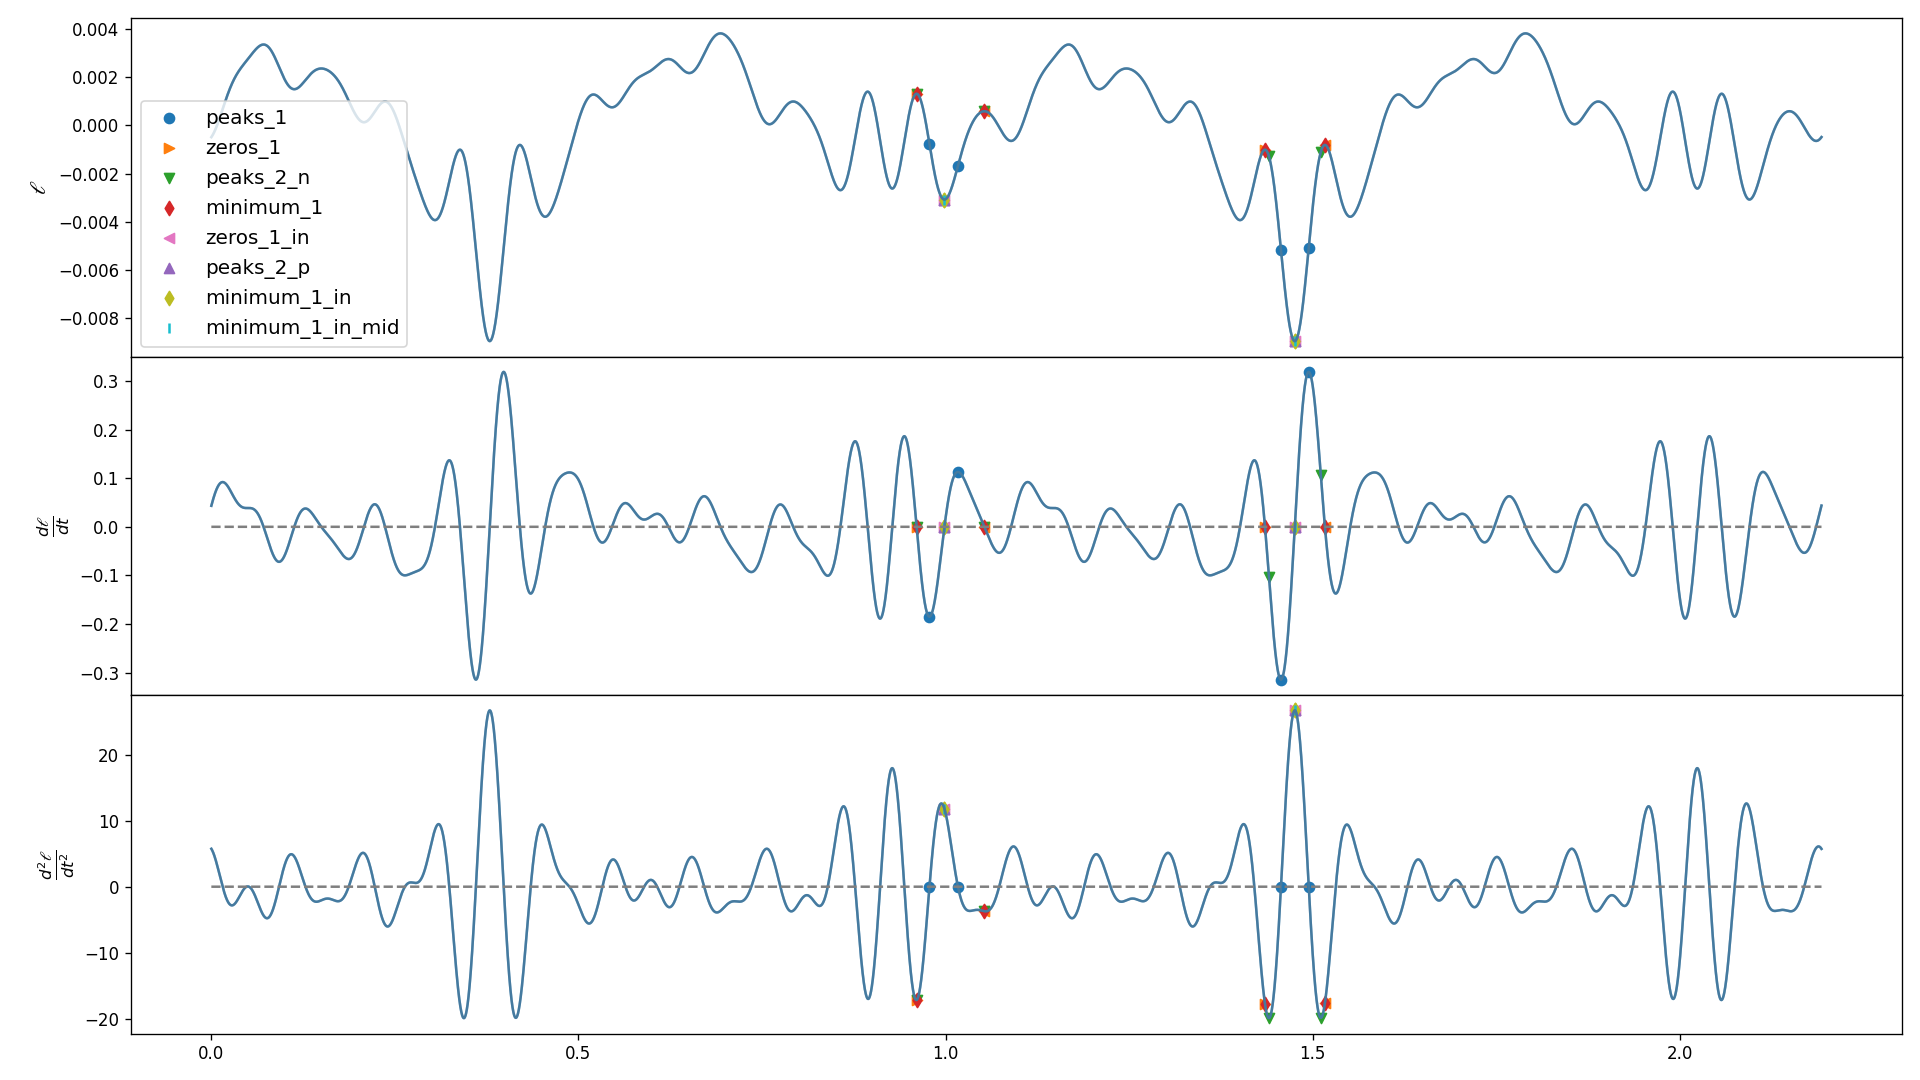 0.004
0.002
0.000
−0.002
−0.004
−0.006
−0.008
ℓ
peaks_1
zeros_1
peaks_2_n
minimum_1
zeros_1_in
peaks_2_p
minimum_1_in
minimum_1_in_mid
0.3
0.2
0.1
0.0
−0.1
−0.2
−0.3
dℓ/dt
20
10
0
−10
−20
d²ℓ/dt²
0.0 0.5 1.0 1.5 2.0